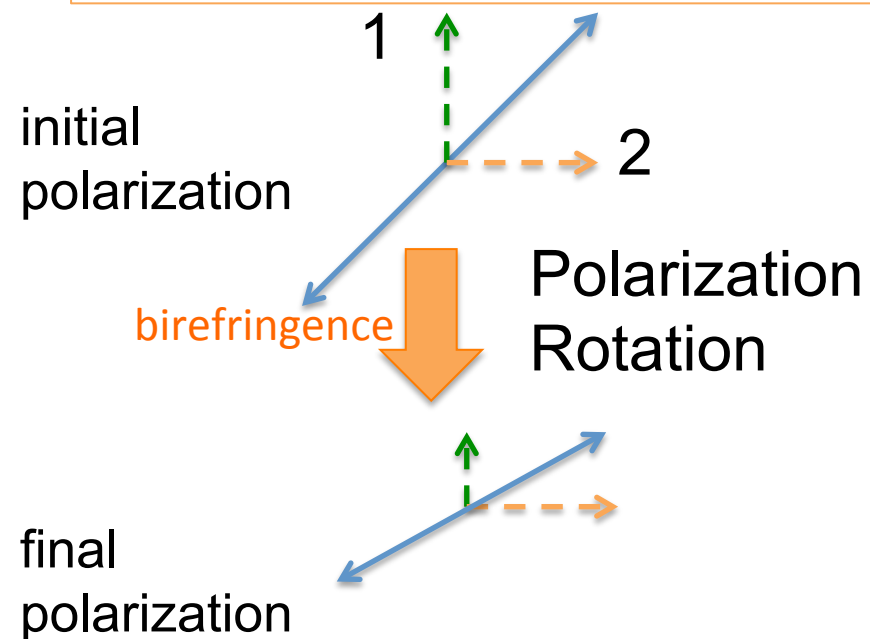 1
initial
polarization
2
birefringence
Polarization
Rotation
final
polarization